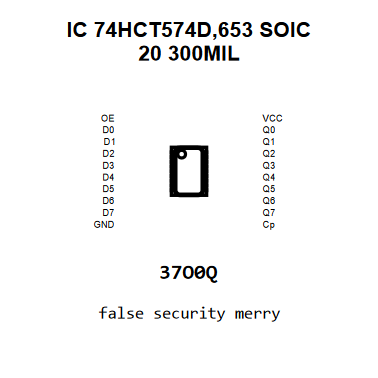 IC 74HCT574D,653 SOIC
20 300MIL
OE VCC
D0 Q0
D1 Q1
D2 Q2
D3 Q3
D4 Q4
D5 Q5
D6 Q6
D7 Q7
GND Cp
37O0Q
false security merry